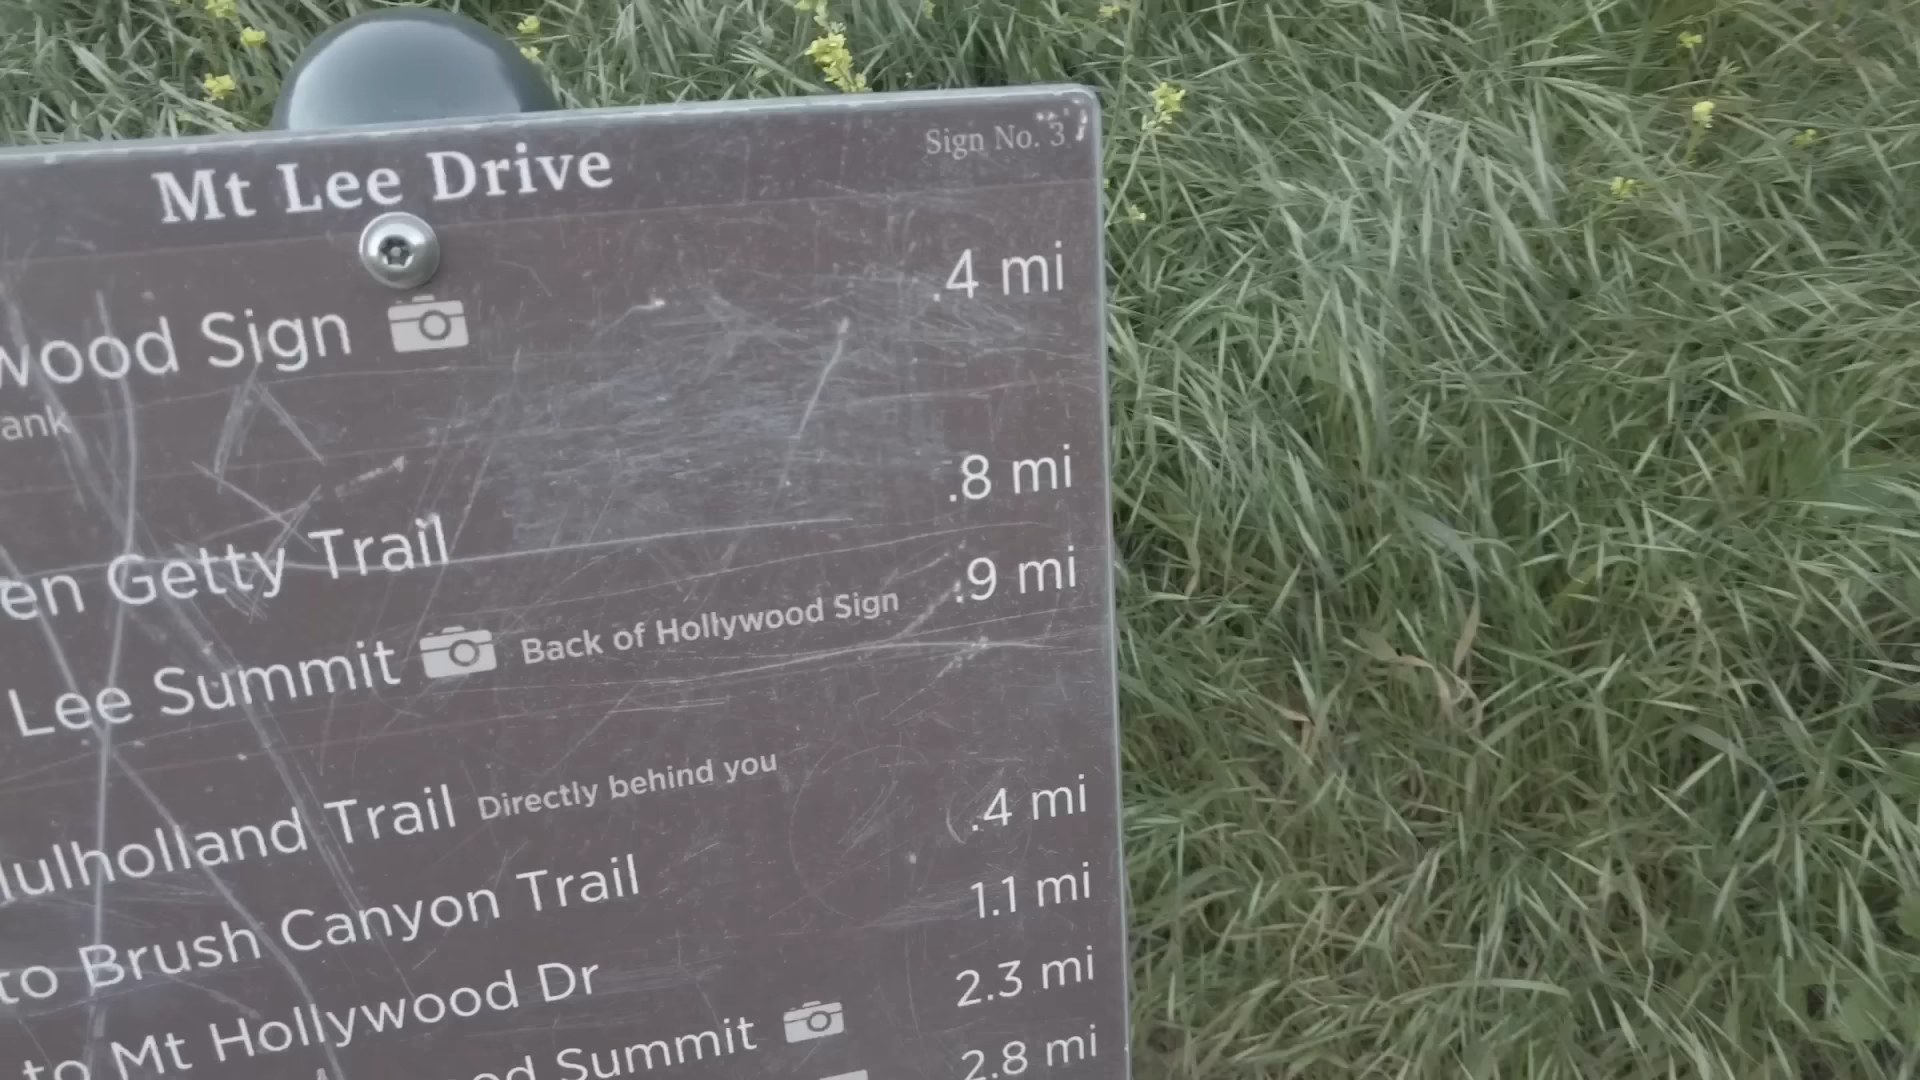 Sign No. 3
Mt Lee Drive
wood Sign .4 mi
ank
en Getty Trail .8 mi
Lee Summit Back of Hollywood Sign .9 mi
ulholland Trail Directly behind you .4 mi
to Brush Canyon Trail 1.1 mi
to Mt Hollywood Dr 2.3 mi
od Summit 2.8 mi